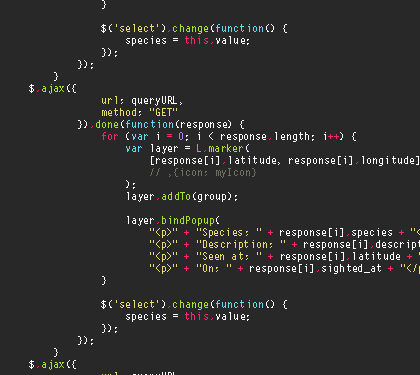 }
$('select').change(function() {
species = this.value;
});
});
}
$.ajax({
url: queryURL,
method: "GET"
}).done(function(response) {
for (var i = 0; i < response.length; i++) {
var layer = L.marker(
[response[i].latitude, response[i].longitude]
// ,{icon: myIcon}
);
layer.addTo(group);
layer.bindPopup(
"<p>" + "Species: " + response[i].species + "<
"<p>" + "Description: " + response[i].descript
"<p>" + "Seen at: " + response[i].latitude + "
"<p>" + "On: " + response[i].sighted_at + "</p
}
$('select').change(function() {
species = this.value;
});
});
}
$.ajax({
url: queryURL